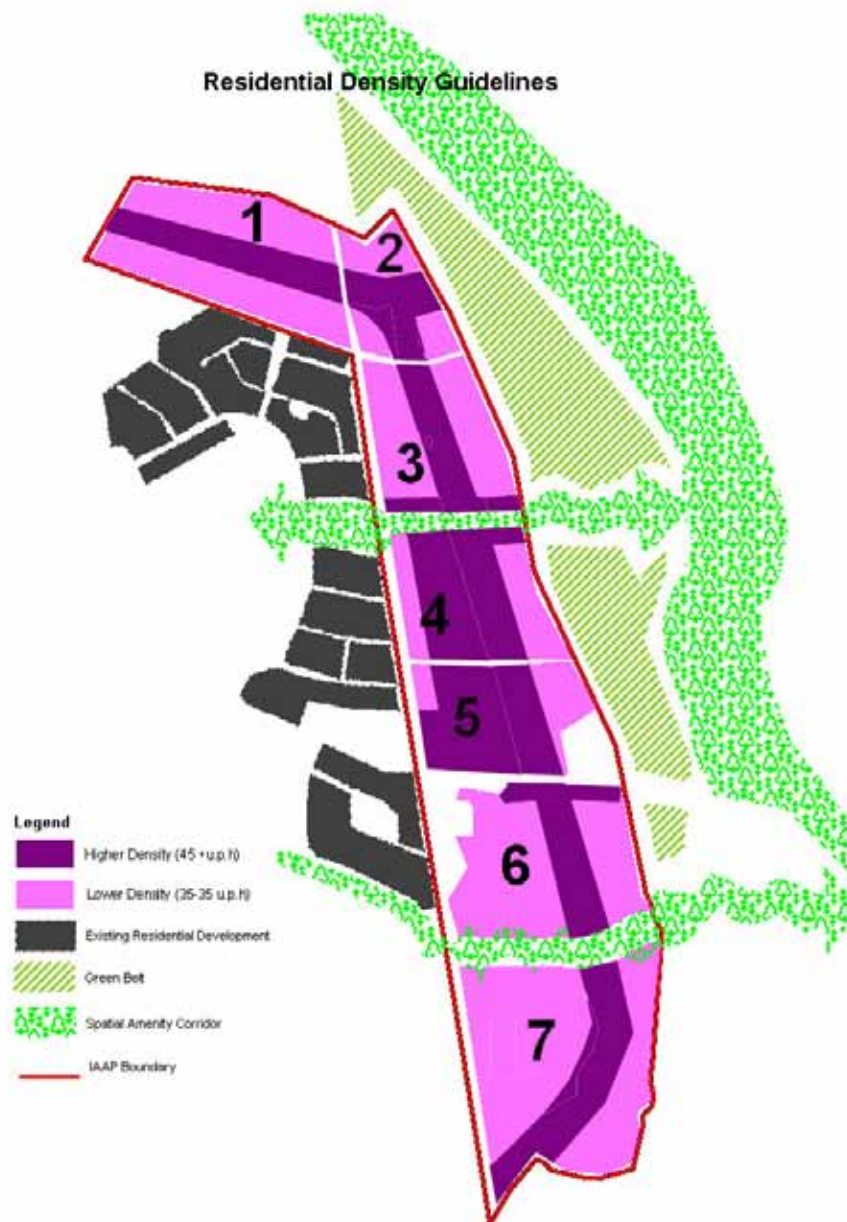 Residential Density Guidelines
1
2
3
4
5
6
7
Legend
Higher Density (45 +u.p.h)
Lower Density (35-35 u.p.h)
Existing Residential Development
Green Belt
Spatial Amenity Corridor
IAAP Boundary